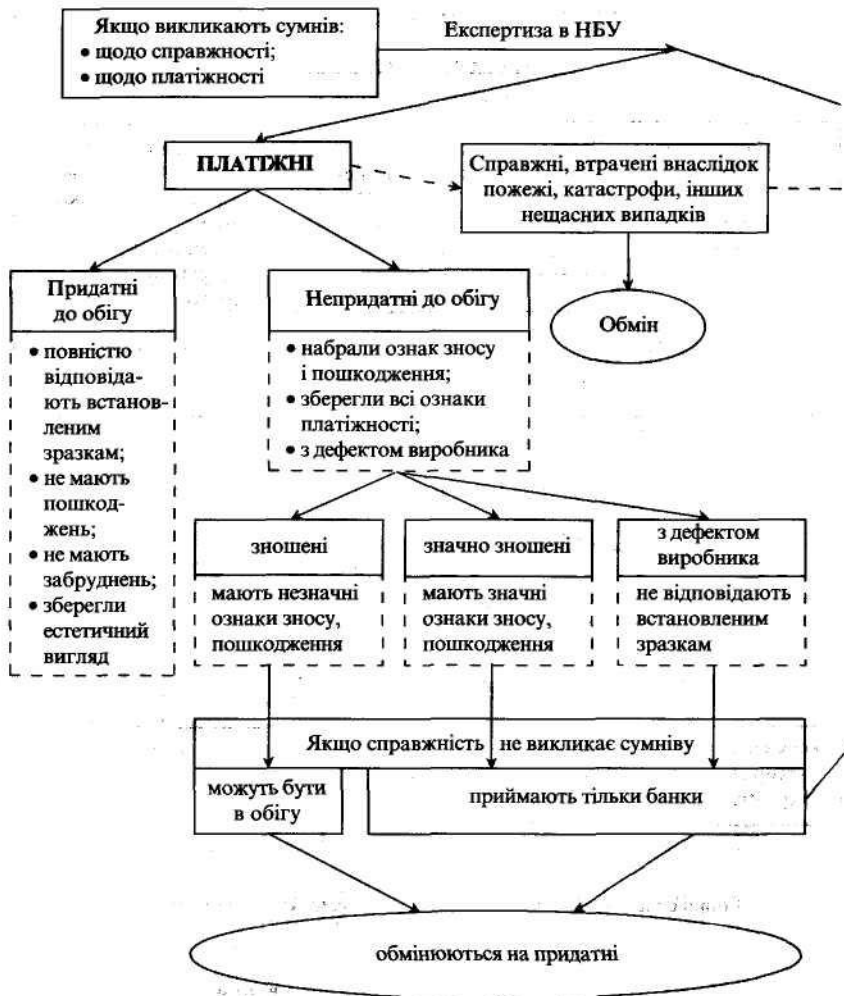 Якщо викликають сумнів:
• щодо справжності;
• щодо платіжності
Експертиза в НБУ
ПЛАТІЖНІ
Справжні, втрачені внаслідок
пожежі, катастрофи, інших
нещасних випадків
Обмін
Придатні
до обігу
• повністю
відповіда-
ють встанов-
леним
зразкам;
• не мають
пошкод-
жень;
• не мають
забруднень;
• зберегли
естетичний
вигляд
Непридатні до обігу
• набрали ознак зносу
і пошкодження;
• зберегли всі ознаки
платіжності;
• з дефектом виробника
зношені
мають незначні
ознаки зносу,
пошкодження
значно зношені
мають значні
ознаки зносу,
пошкодження
з дефектом
виробника
не відповідають
встановленим
зразкам
Якщо справжність не викликає сумніву
можуть бути
в обігу
приймають тільки банки
обмінюються на придатні